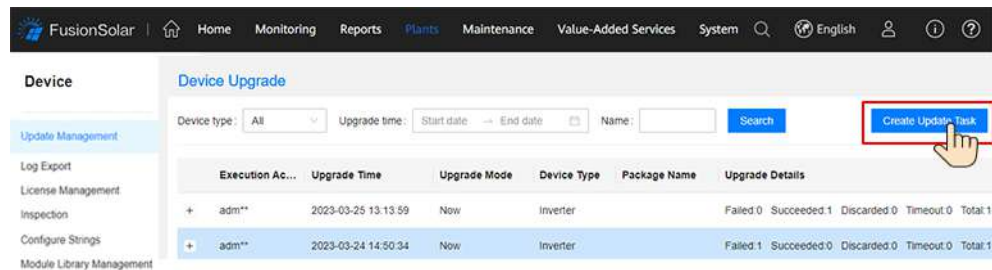 FusionSolar | Home Monitoring Reports Plants Maintenance Value-Added Services System English
Device
Device Upgrade
Device type: All Upgrade time: Start date → End date Name: Search Create Update Task
Update Management
Log Export
License Management
Inspection
Configure Strings
Module Library Management
Execution Ac... Upgrade Time Upgrade Mode Device Type Package Name Upgrade Details
+ adm** 2023-03-25 13:13:59 Now Inverter Failed:0 Succeeded:1 Discarded:0 Timeout:0 Total:1
+ adm** 2023-03-24 14:50:34 Now Inverter Failed:1 Succeeded:0 Discarded:0 Timeout:0 Total:1